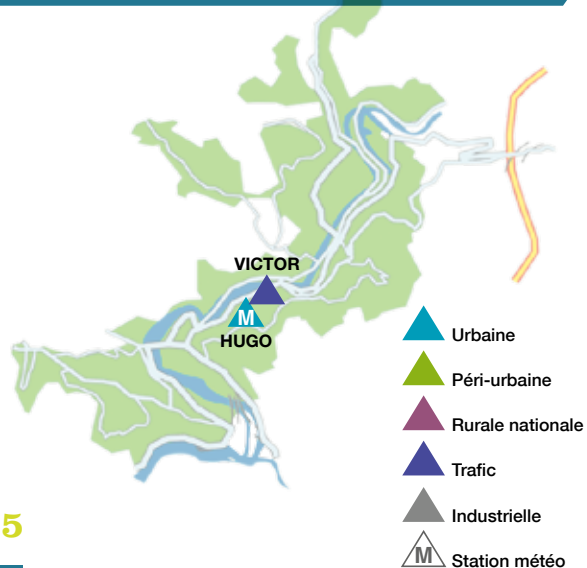 VICTOR
M
HUGO
Urbaine
Péri-urbaine
Rurale nationale
Trafic
5
Industrielle
M Station météo